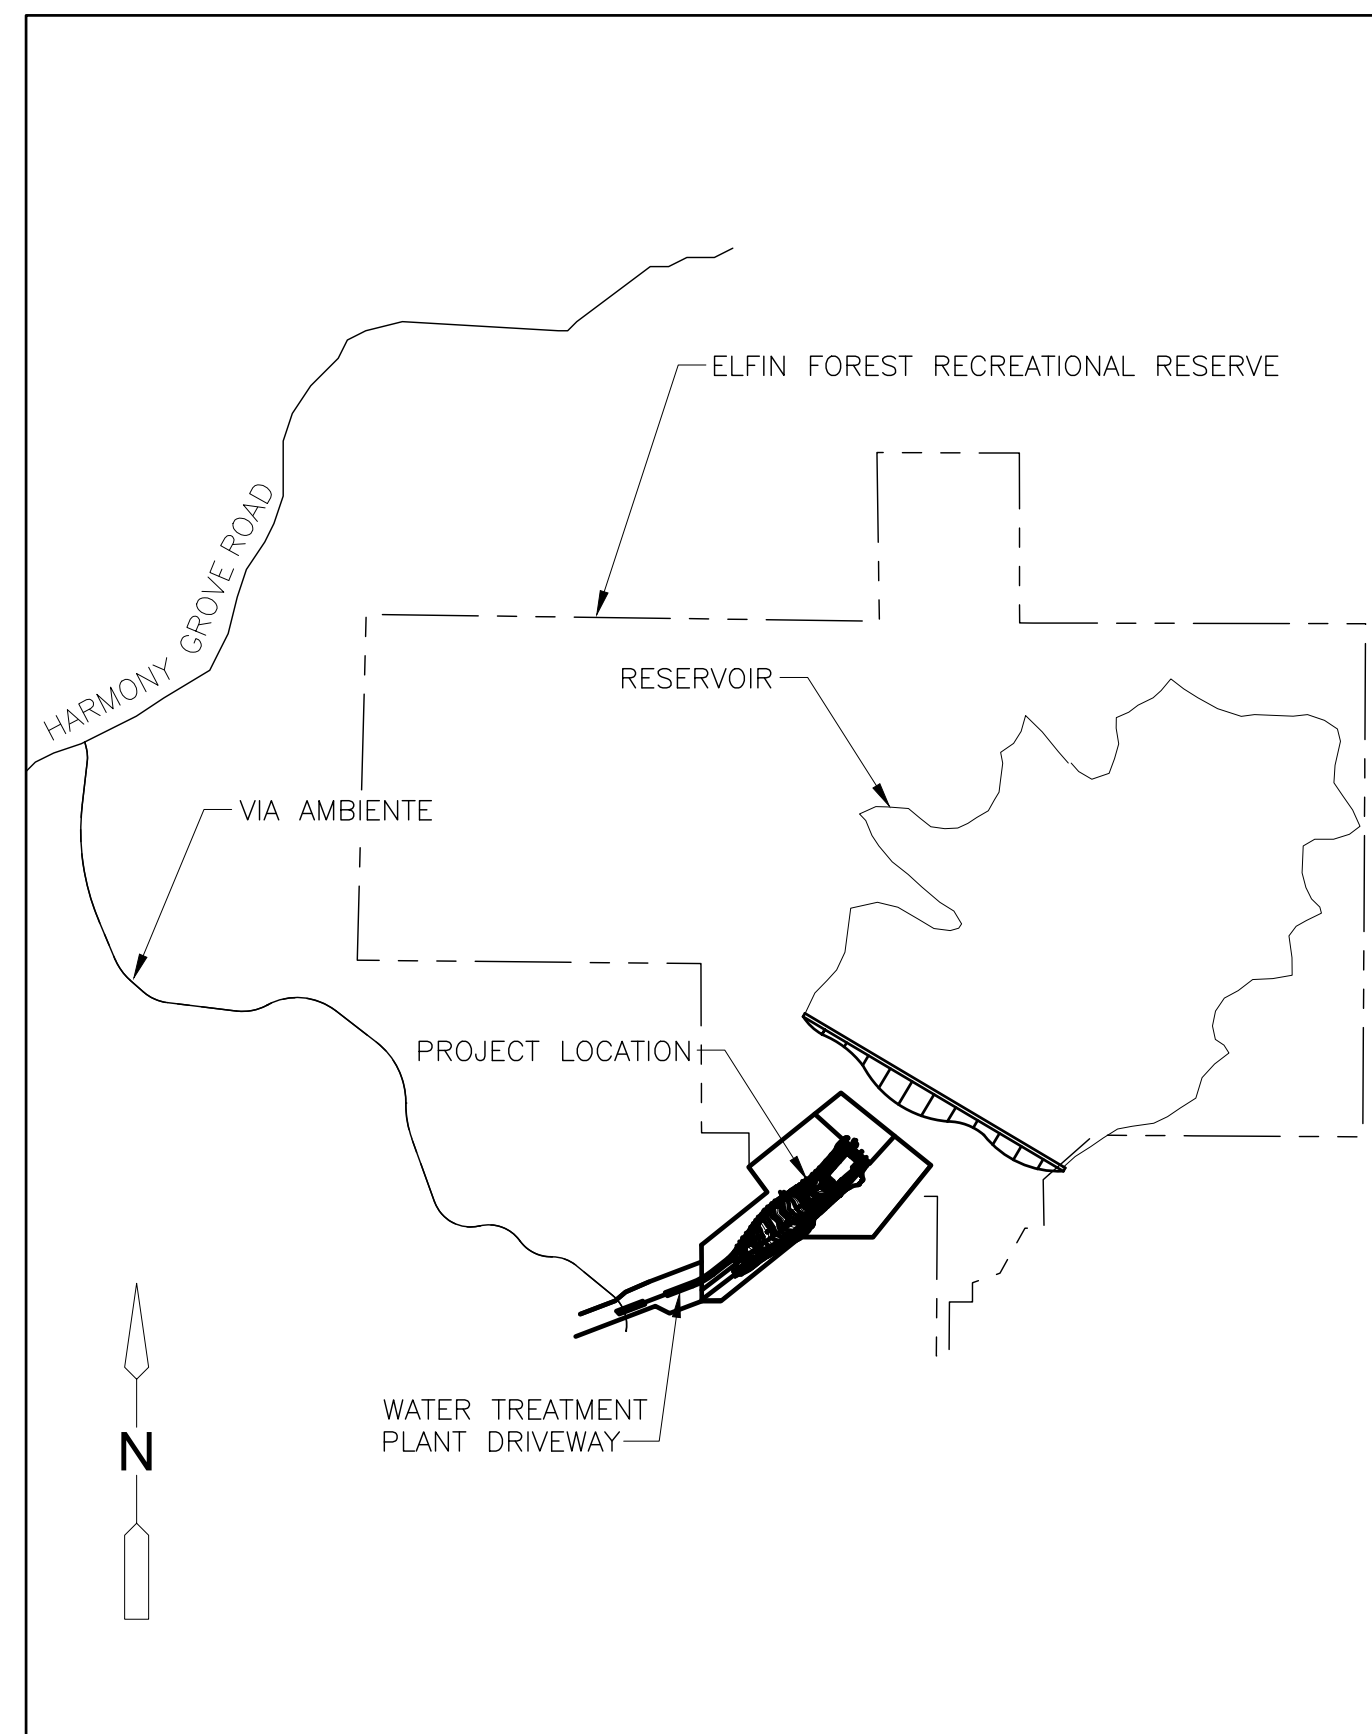 ELFIN FOREST RECREATIONAL RESERVE
HARMONY GROVE ROAD
RESERVOIR
VIA AMBIENTE
PROJECT LOCATION
WATER TREATMENT
PLANT DRIVEWAY
N